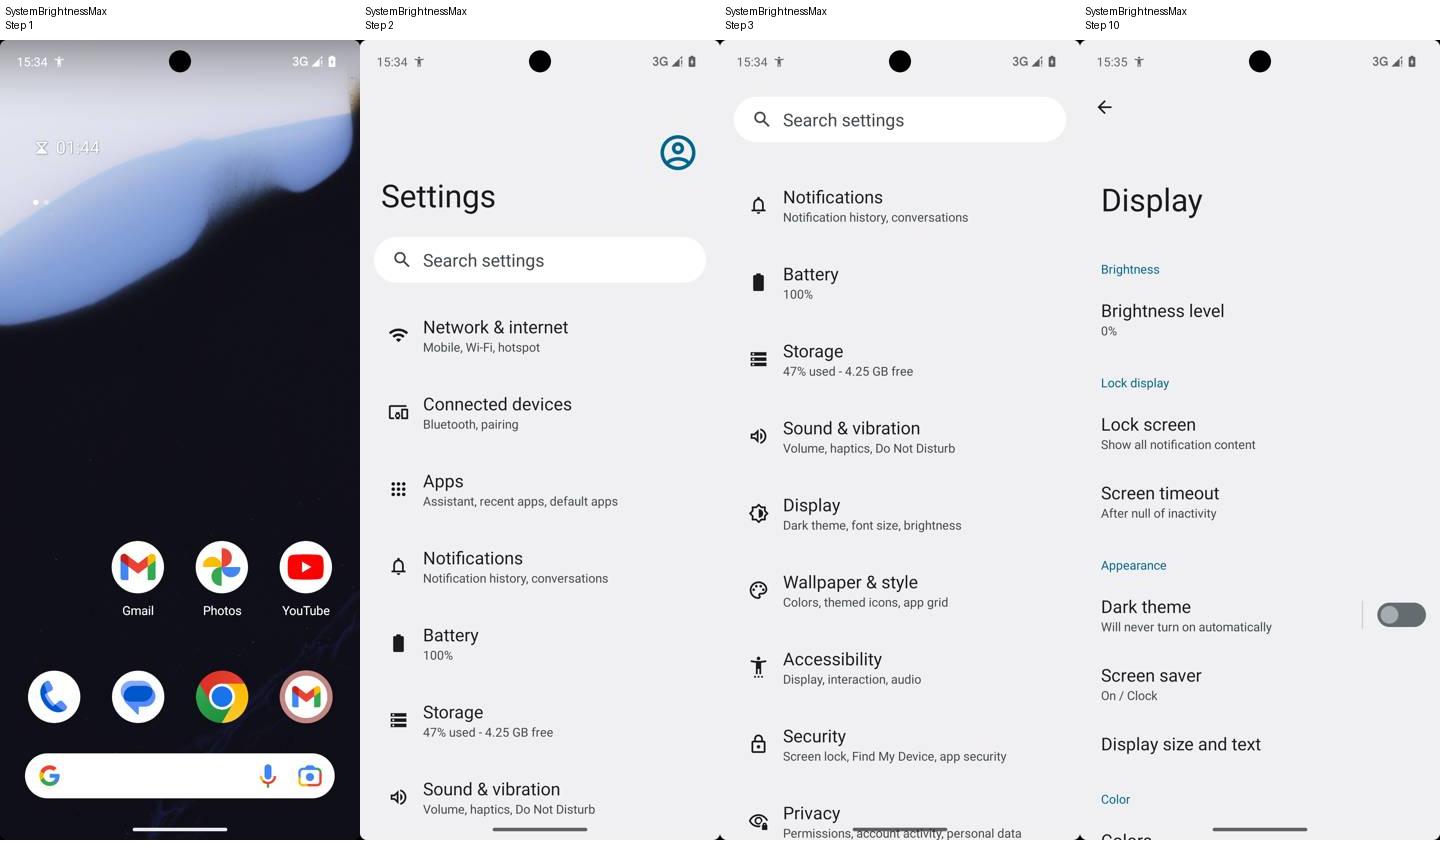 SystemBrightnessMax
Step 1
15:34
3G
01:44
Gmail
Photos
YouTube
SystemBrightnessMax
Step 2
15:34
3G
Settings
Search settings
Network & internet
Mobile, Wi-Fi, hotspot
Connected devices
Bluetooth, pairing
Apps
Assistant, recent apps, default apps
Notifications
Notification history, conversations
Battery
100%
Storage
47% used - 4.25 GB free
Sound & vibration
Volume, haptics, Do Not Disturb
SystemBrightnessMax
Step 3
15:34
3G
Search settings
Notifications
Notification history, conversations
Battery
100%
Storage
47% used - 4.25 GB free
Sound & vibration
Volume, haptics, Do Not Disturb
Display
Dark theme, font size, brightness
Wallpaper & style
Colors, themed icons, app grid
Accessibility
Display, interaction, audio
Security
Screen lock, Find My Device, app security
Privacy
Permissions, account activity, personal data
SystemBrightnessMax
Step 10
15:35
3G
Display
Brightness
Brightness level
0%
Lock display
Lock screen
Show all notification content
Screen timeout
After null of inactivity
Appearance
Dark theme
Will never turn on automatically
Screen saver
On / Clock
Display size and text
Color
Colors